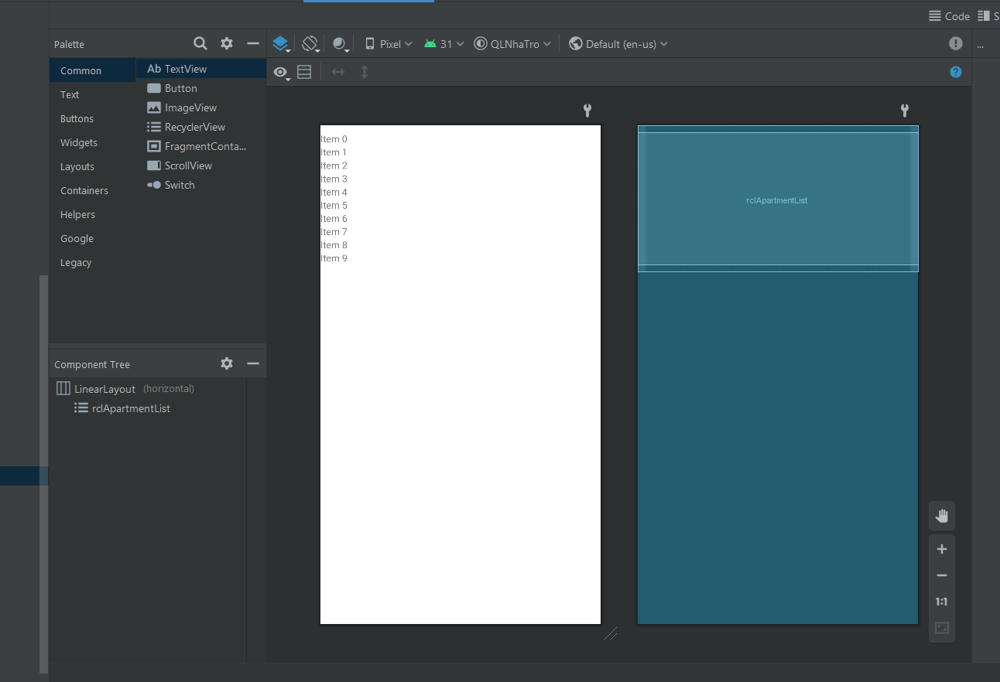 Code
S
Palette
Pixel
31
QLNhaTro
Default (en-us)
...
Common
Text
Buttons
Widgets
Layouts
Containers
Helpers
Google
Legacy
Ab TextView
Button
ImageView
RecyclerView
FragmentConta...
ScrollView
Switch
Component Tree
LinearLayout (horizontal)
rclApartmentList
Item 0
Item 1
Item 2
Item 3
Item 4
Item 5
Item 6
Item 7
Item 8
Item 9
rclApartmentList
1:1